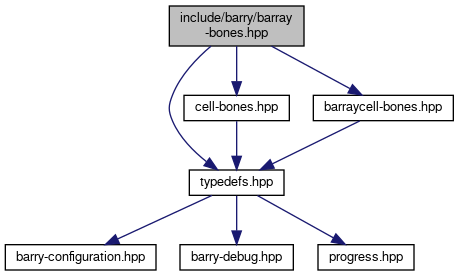 include/barry/barray
-bones.hpp
cell-bones.hpp
barraycell-bones.hpp
typedefs.hpp
barry-configuration.hpp
barry-debug.hpp
progress.hpp